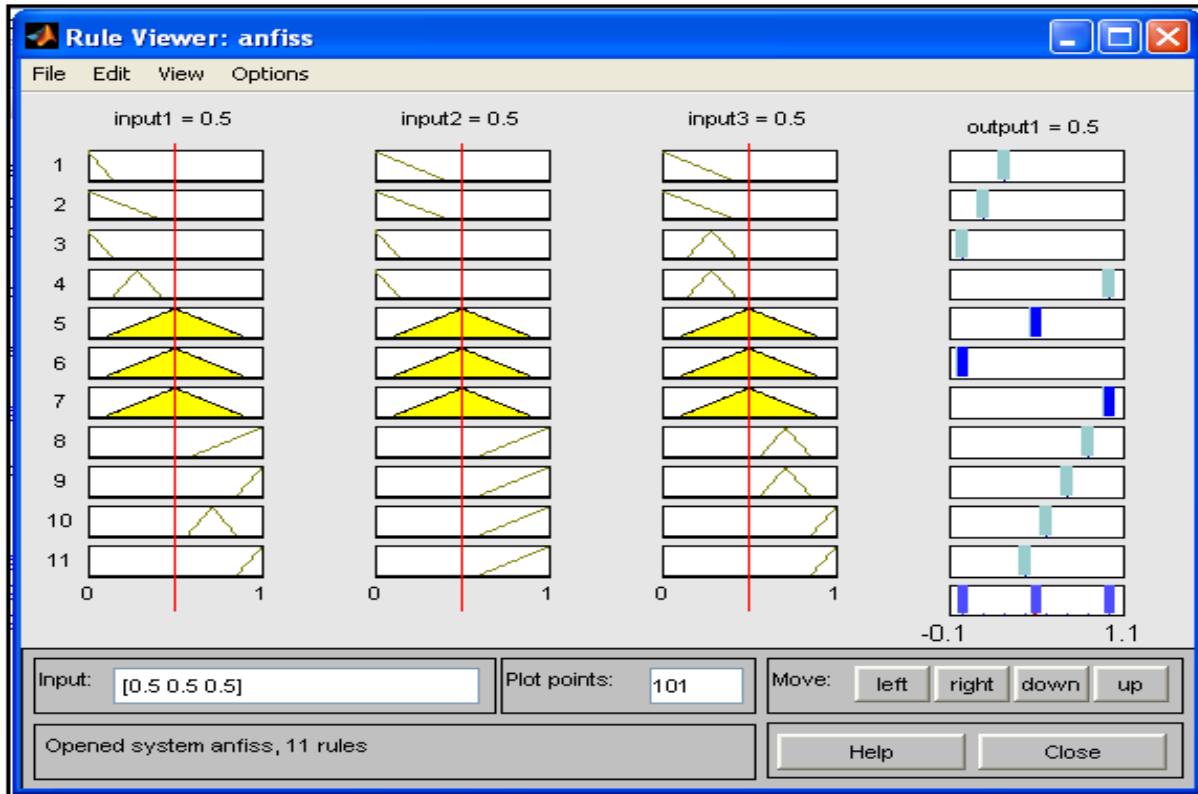 Rule Viewer: anfiss
File Edit View Options
input1 = 0.5 input2 = 0.5 input3 = 0.5 output1 = 0.5
1
2
3
4
5
6
7
8
9
10
11
0 1 0 1 0 1
-0.1 1.1
Input: [0.5 0.5 0.5] Plot points: 101 Move: left right down up
Opened system anfiss, 11 rules Help Close